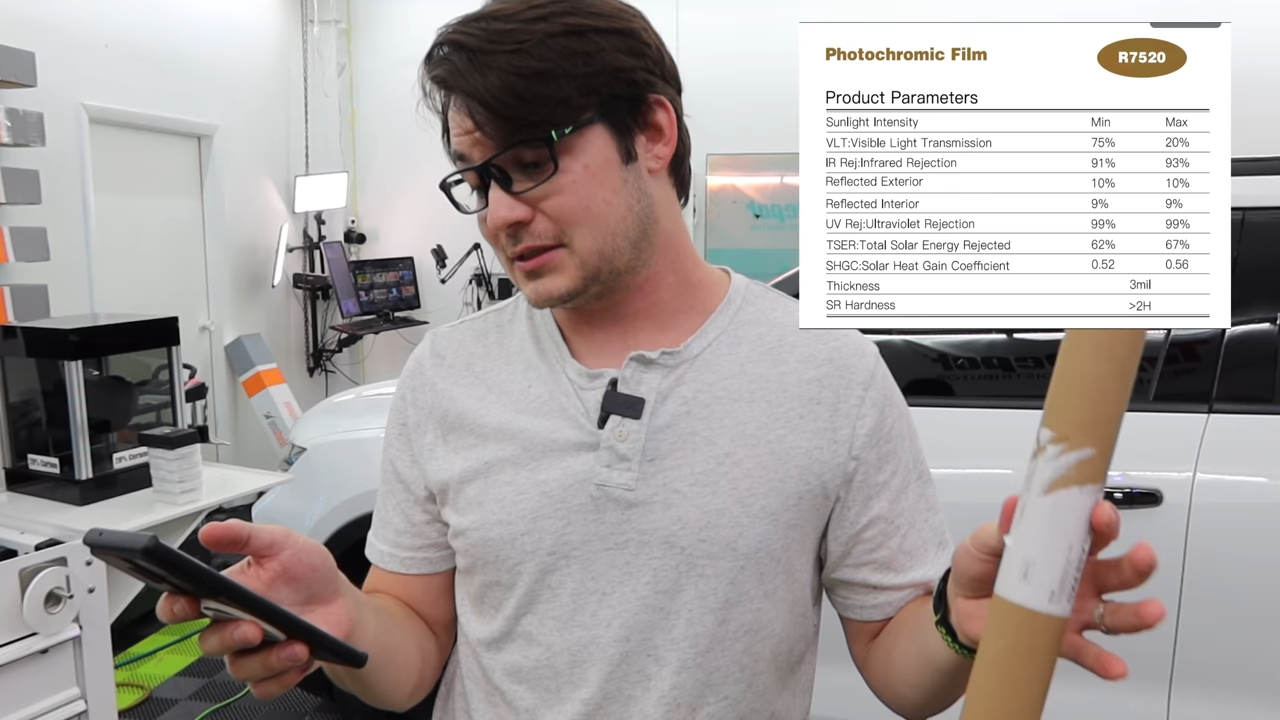 Photochromic Film
R7520
Product Parameters
Sunlight Intensity Min Max
VLT:Visible Light Transmission 75% 20%
IR Rej:Infrared Rejection 91% 93%
Reflected Exterior 10% 10%
Reflected Interior 9% 9%
UV Rej:Ultraviolet Rejection 99% 99%
TSER:Total Solar Energy Rejected 62% 67%
SHGC:Solar Heat Gain Coefficient 0.52 0.56
Thickness 3mil
SR Hardness >2H